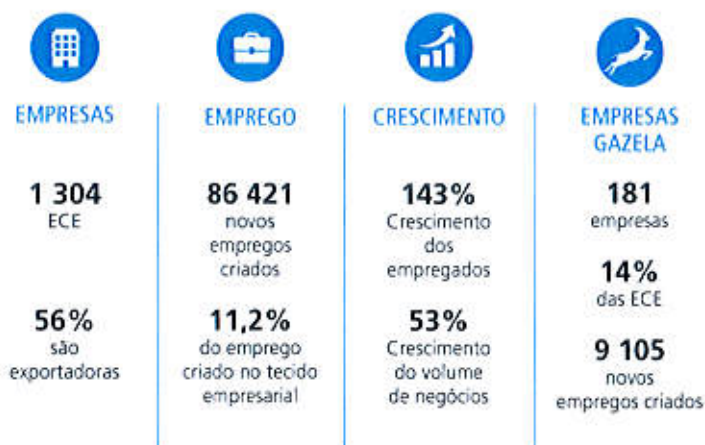 EMPRESAS
1 304
ECE
56%
são
exportadoras
EMPREGO
86 421
novos
empregos
criados
11,2%
do emprego
criado no tecido
empresarial
CRESCIMENTO
143%
Crescimento
dos
empregados
53%
Crescimento
do volume
de negócios
EMPRESAS
GAZELA
181
empresas
14%
das ECE
9 105
novos
empregos criados